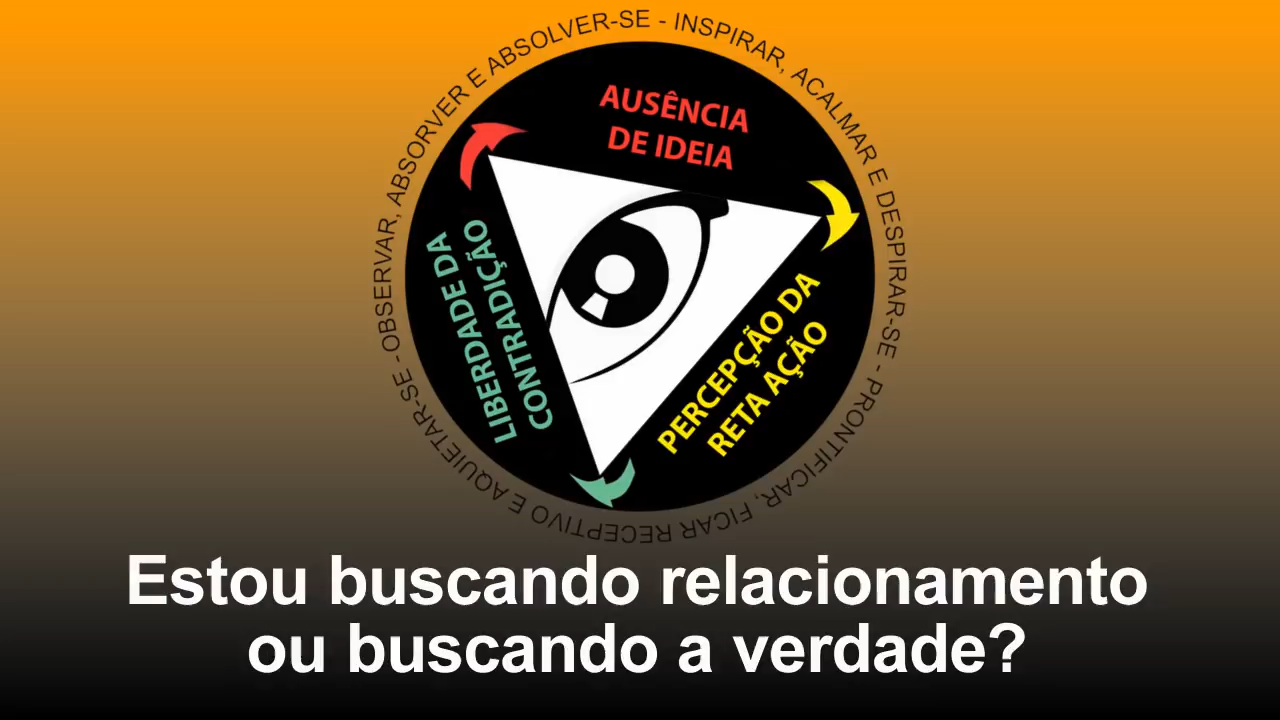 OBSERVAR, ABSORVER E ABSOLVER-SE - INSPIRAR, ACALMAR E DESPIRAR-SE - PRONTIFICAR, FICAR RECEPTIVO E AQUIETAR-SE -
AUSÊNCIA
DE IDEIA
LIBERDADE DA
CONTRADIÇÃO
PERCEPÇÃO DA
RETA AÇÃO
Estou buscando relacionamento
ou buscando a verdade?